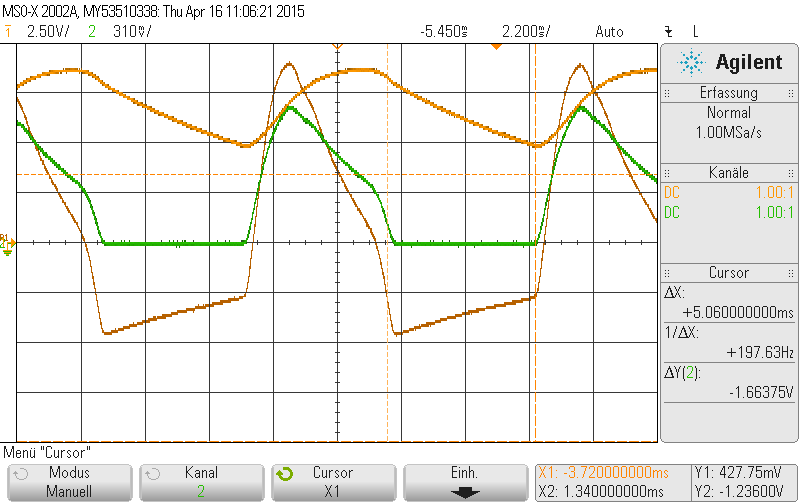 MSO-X 2002A, MY53510338: Thu Apr 16 11:06:21 2015
1 2.50V/ 2 310mV/ -5.450ms 2.200ms/ Auto L
Agilent
Erfassung
Normal
1.00MSa/s
Kanäle
DC 1.00:1
DC 1.00:1
Cursor
ΔX:
+5.060000000ms
1/ΔX:
+197.63Hz
ΔY(2):
-1.66375V
Menü "Cursor"
Modus
Manuell
Kanal
2
Cursor
X1
Einh.
X1: -3.720000000ms
X2: 1.340000000ms
Y1: 427.75mV
Y2: -1.23600V